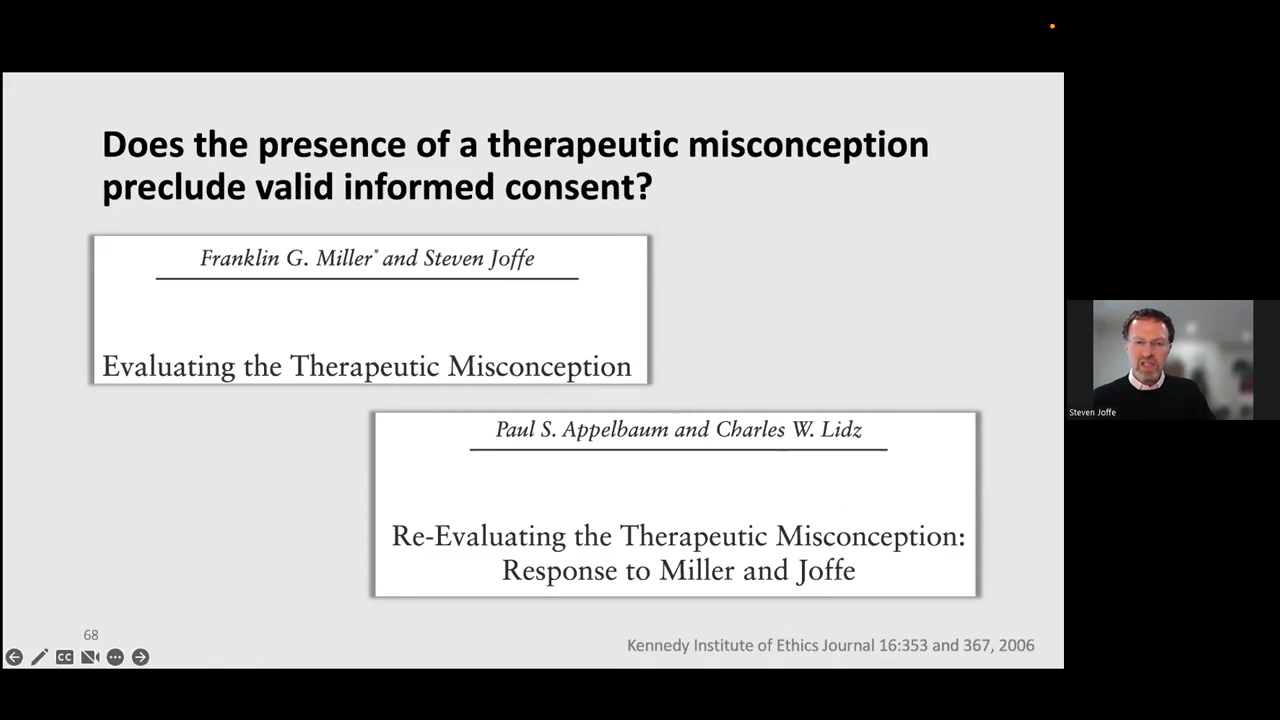 Does the presence of a therapeutic misconception
preclude valid informed consent?
Franklin G. Miller* and Steven Joffe
Evaluating the Therapeutic Misconception
Paul S. Appelbaum and Charles W. Lidz
Re-Evaluating the Therapeutic Misconception:
Response to Miller and Joffe
68
Kennedy Institute of Ethics Journal 16:353 and 367, 2006
CC
Steven Joffe